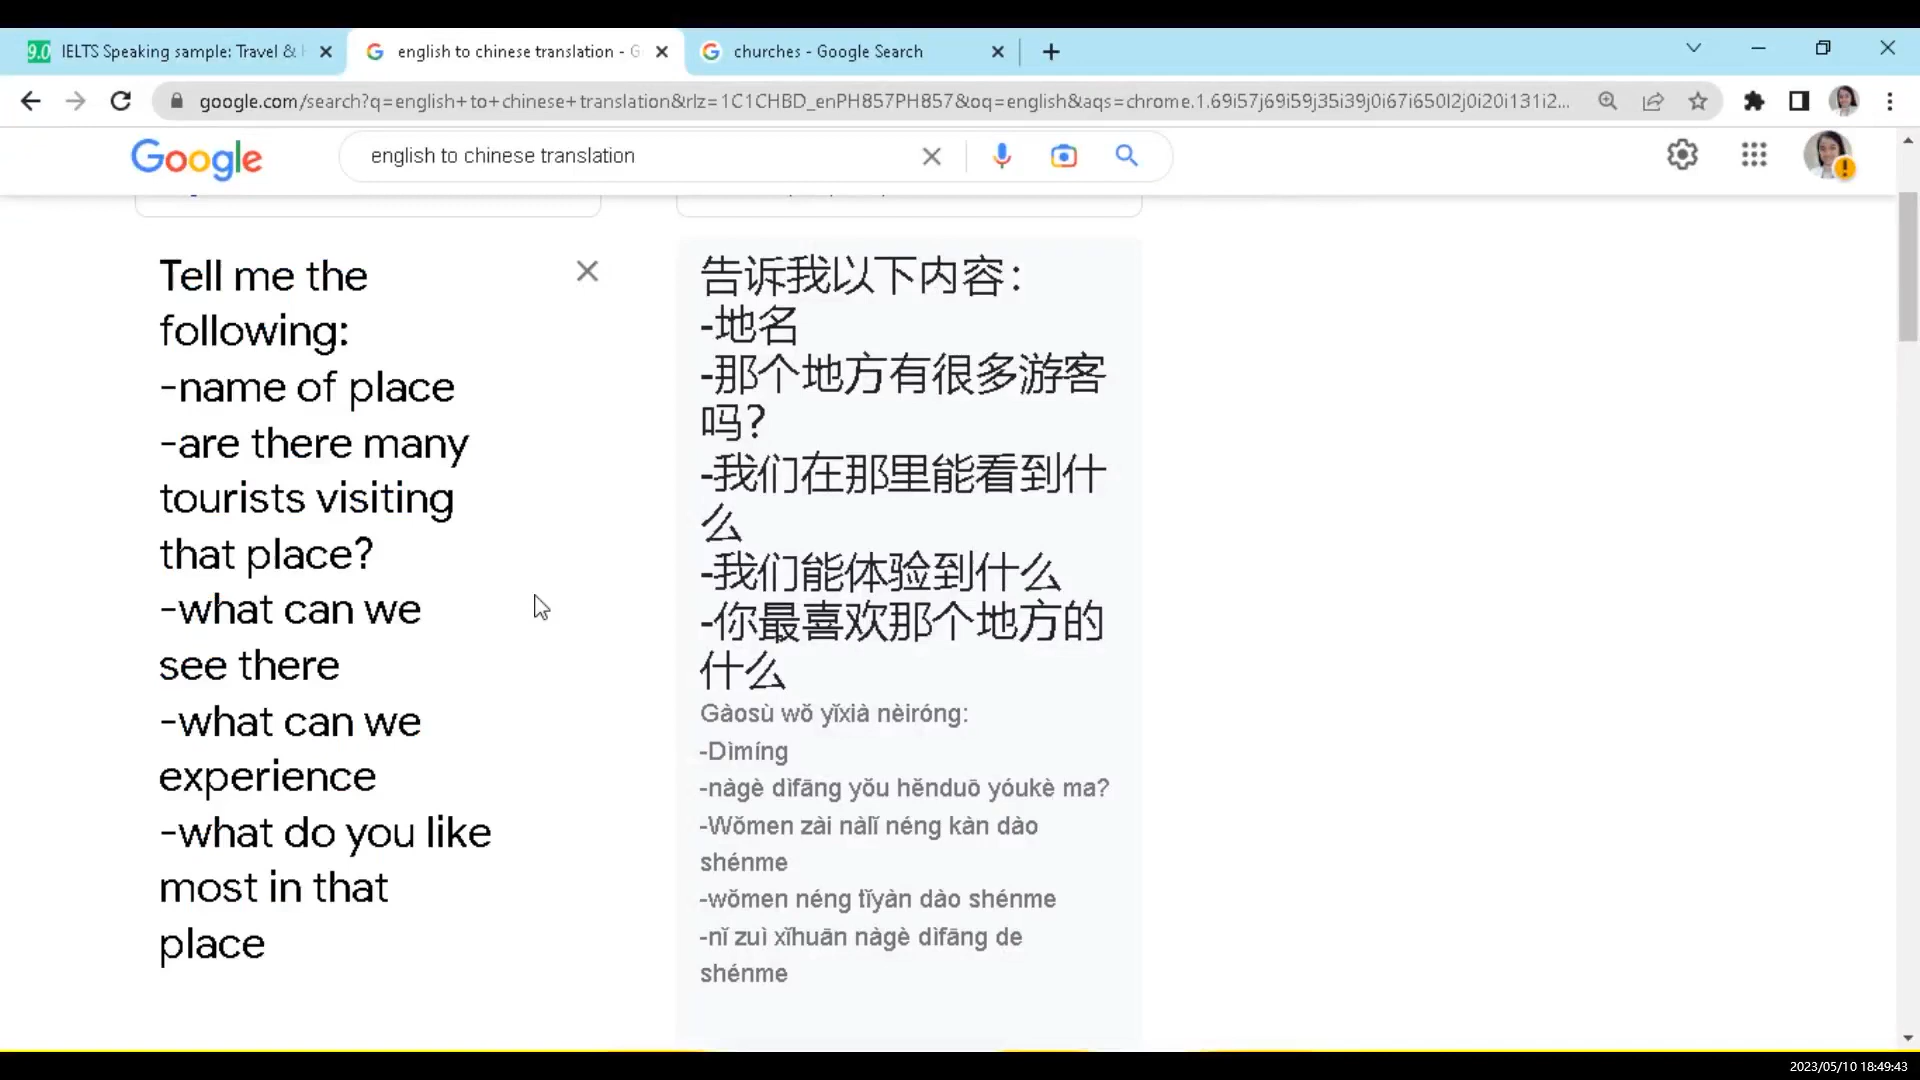 IELTS Speaking sample: Travel &
english to chinese translation - G
churches - Google Search
google.com/search?q=english+to+chinese+translation&rlz=1C1CHBD_enPH857PH857&oq=english&aqs=chrome.1.69i57j69i59j35i39j0i67i650l2j0i20i131i2...
Google
english to chinese translation
Tell me the
following:
-name of place
-are there many
tourists visiting
that place?
-what can we
see there
-what can we
experience
-what do you like
most in that
place
告诉我以下内容：
-地名
-那个地方有很多游客
吗？
-我们在那里能看到什
么
-我们能体验到什么
-你最喜欢那个地方的
什么
Gàosù wǒ yǐxià nèiróng:
-Dìmíng
-nàgè dìfāng yǒu hěnduō yóukè ma?
-Wǒmen zài nàlǐ néng kàn dào
shénme
-wǒmen néng tǐyàn dào shénme
-nǐ zuì xǐhuān nàgè dìfāng de
shénme
2023/05/10 18:49:43